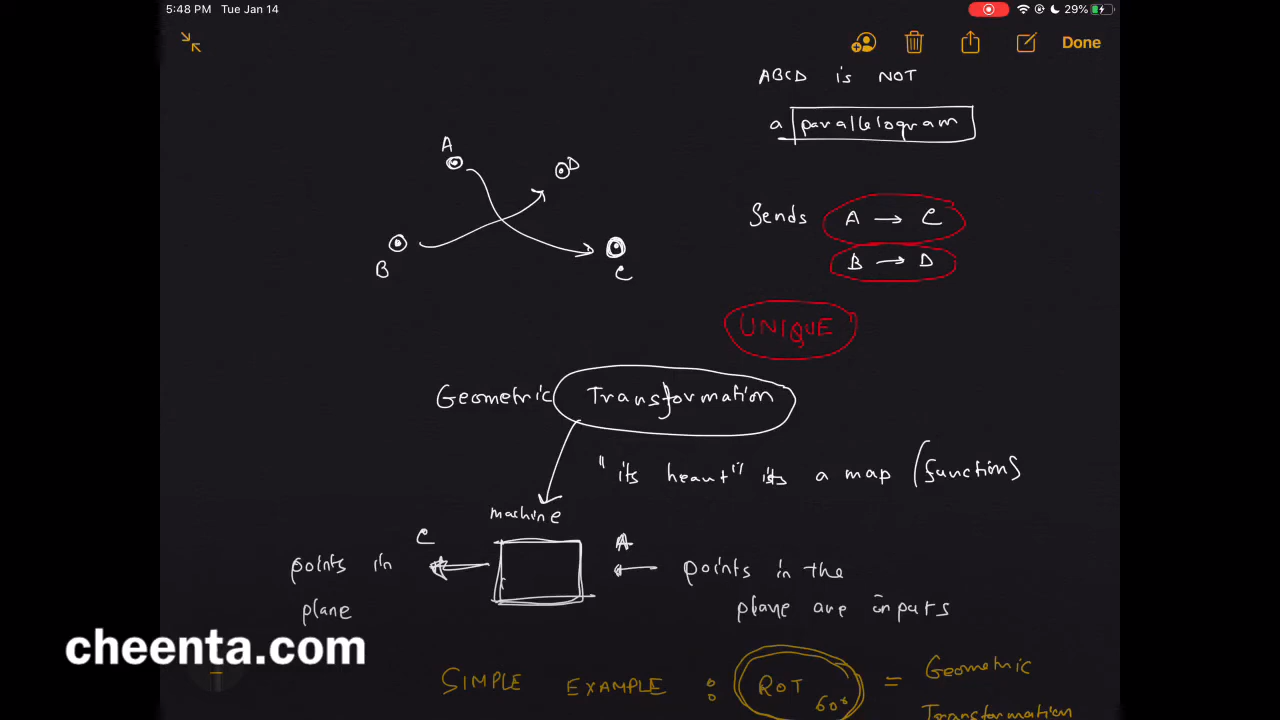 5:48 PM Tue Jan 14
29%
Done
ABCD is NOT
a parallelogram
A
D
B
C
Sends A → C
B → D
UNIQUE
Geometric Transformation
"its heart" its a map (functions)
machine
C
A
points in
plane
points in the
plane are inputs
cheenta.com
SIMPLE EXAMPLE : ROT 60° = Geometric
Transformation